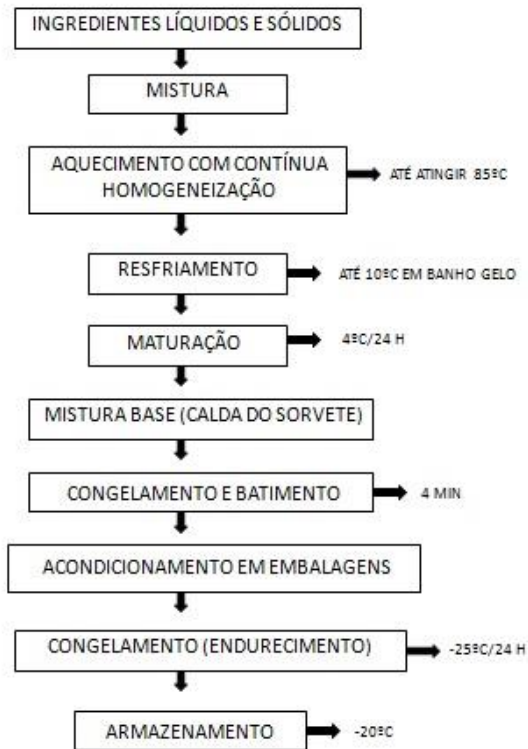 INGREDIENTES LÍQUIDOS E SÓLIDOS
MISTURA
AQUECIMENTO COM CONTÍNUA
HOMOGENEIZAÇÃO
ATÉ ATINGIR 85ºC
RESFRIAMENTO
ATÉ 10ºC EM BANHO GELO
MATURAÇÃO
4ºC/24 H
MISTURA BASE (CALDA DO SORVETE)
CONGELAMENTO E BATIMENTO
4 MIN
ACONDICIONAMENTO EM EMBALAGENS
CONGELAMENTO (ENDURECIMENTO)
-25ºC/24 H
ARMAZENAMENTO
-20ºC